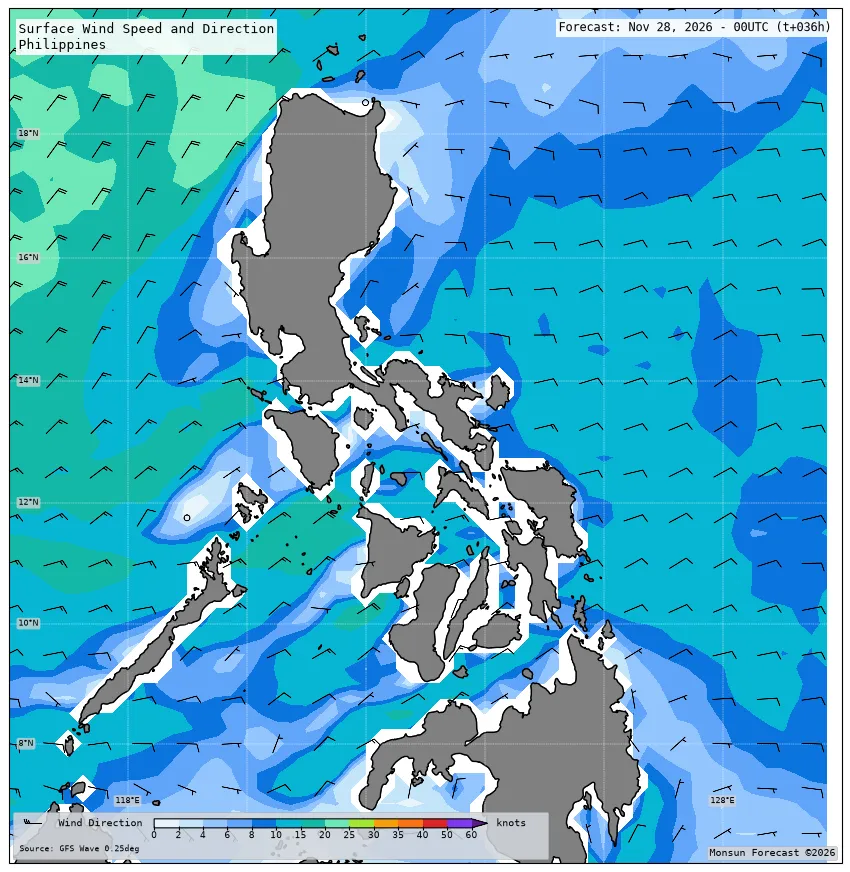 Surface Wind Speed and Direction
Philippines
Forecast: Nov 28, 2026 - 00UTC (t+036h)
18°N
16°N
14°N
12°N
10°N
8°N
118°E
128°E
Wind Direction
knots
0 2 4 6 8 10 15 20 25 30 35 40 50 60
Source: GFS Wave 0.25deg
Monsun Forecast ©2026